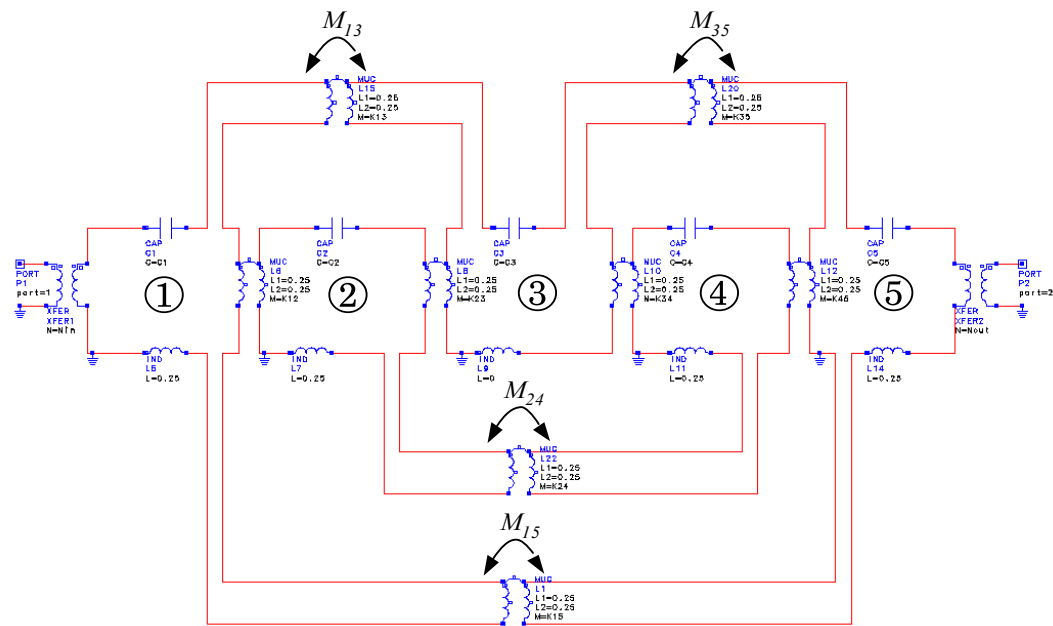 M13
M35
MUC
L15
L1=0.25
L2=0.25
M=K13
MUC
L20
L1=0.25
L2=0.25
M=K35
PORT
P1
port=1
XFER
XFER1
N=Nin
CAP
C1
C=C1
①
MUC
L6
L1=0.25
L2=0.25
M=K12
CAP
C2
C=C2
②
MUC
L8
L1=0.25
L2=0.25
M=K23
CAP
C3
C=C3
③
MUC
L10
L1=0.25
L2=0.25
M=K34
CAP
C4
C=C4
④
MUC
L12
L1=0.25
L2=0.25
M=K45
CAP
C5
C=C5
⑤
XFER
XFER2
N=Nout
PORT
P2
port=2
IND
L5
L=0.25
IND
L7
L=0.25
IND
L9
L=0
IND
L11
L=0.25
IND
L14
L=0.25
M24
MUC
L22
L1=0.25
L2=0.25
M=K24
M15
MUC
L1
L1=0.25
L2=0.25
M=K15